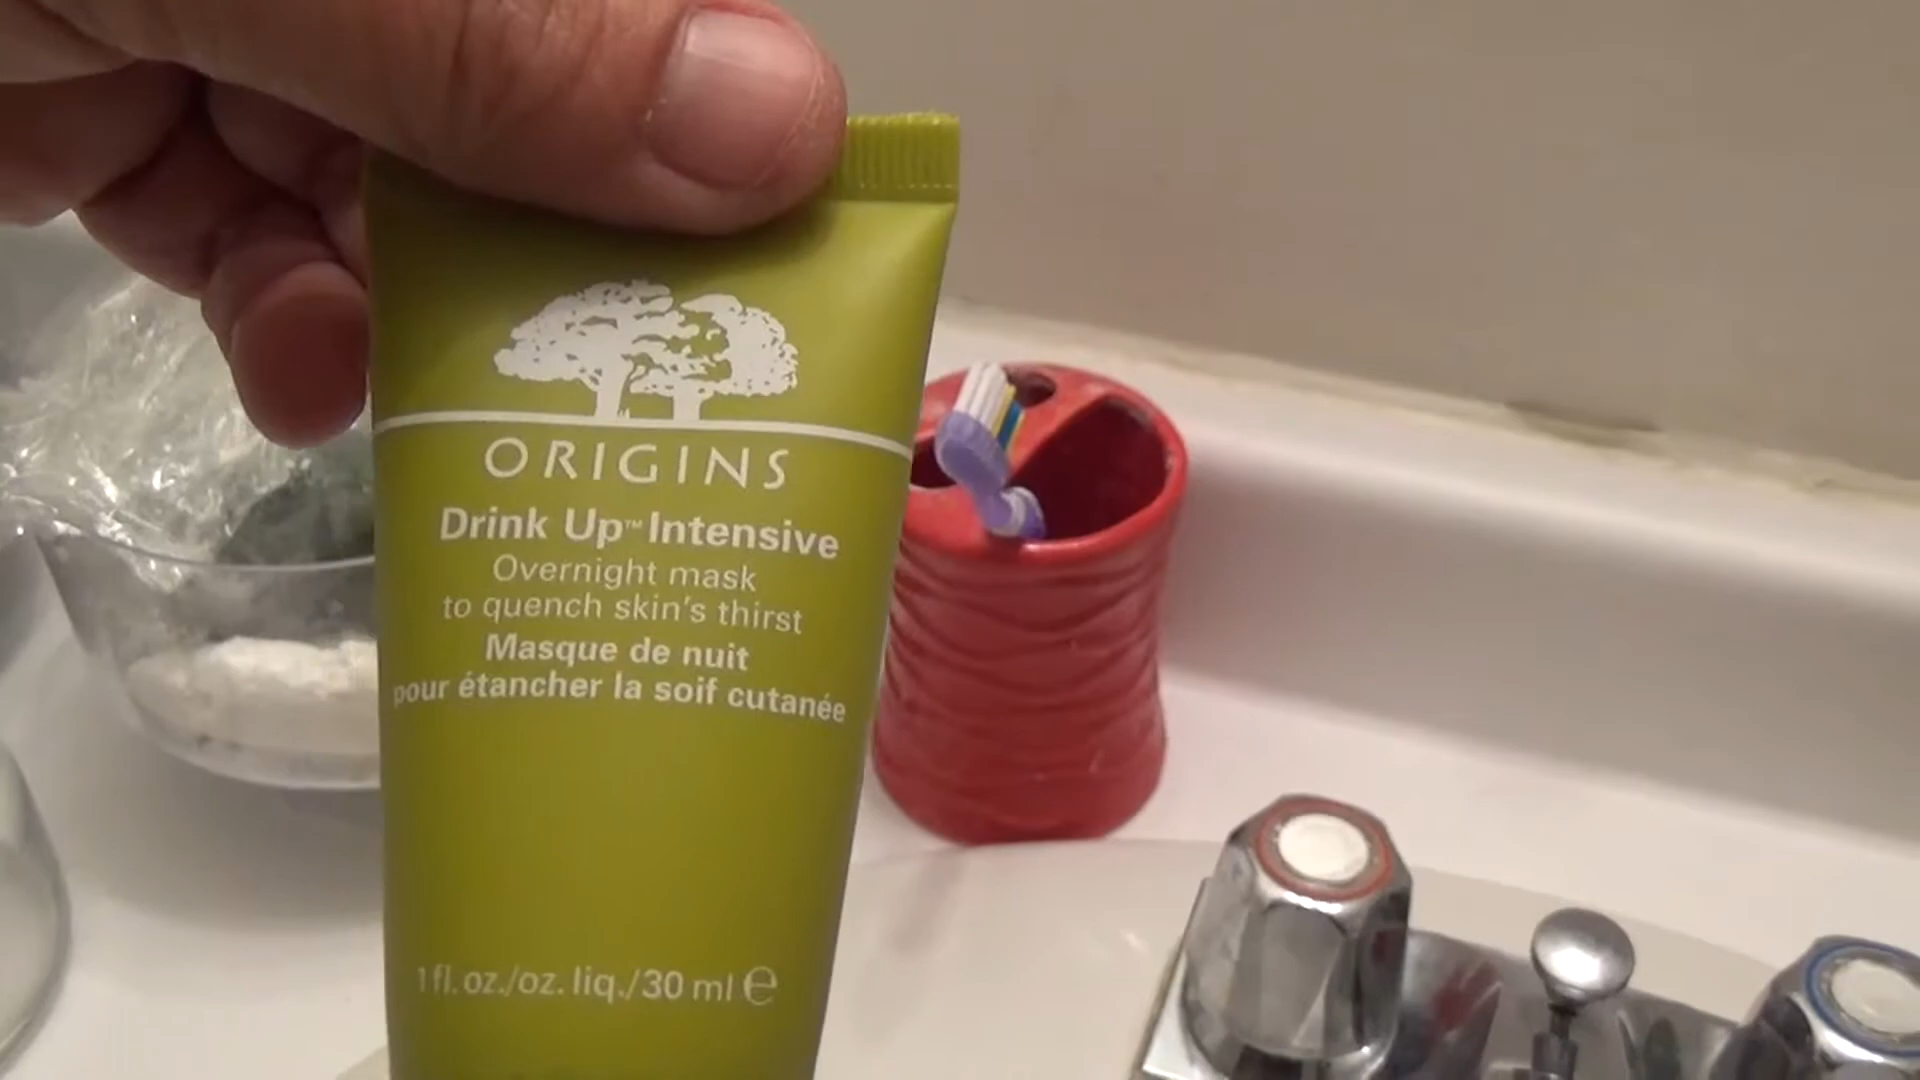 ORIGINS
Drink Up™ Intensive
Overnight mask
to quench skin's thirst
Masque de nuit
pour étancher la soif cutanée
1 fl. oz./oz. liq./30 ml ℮